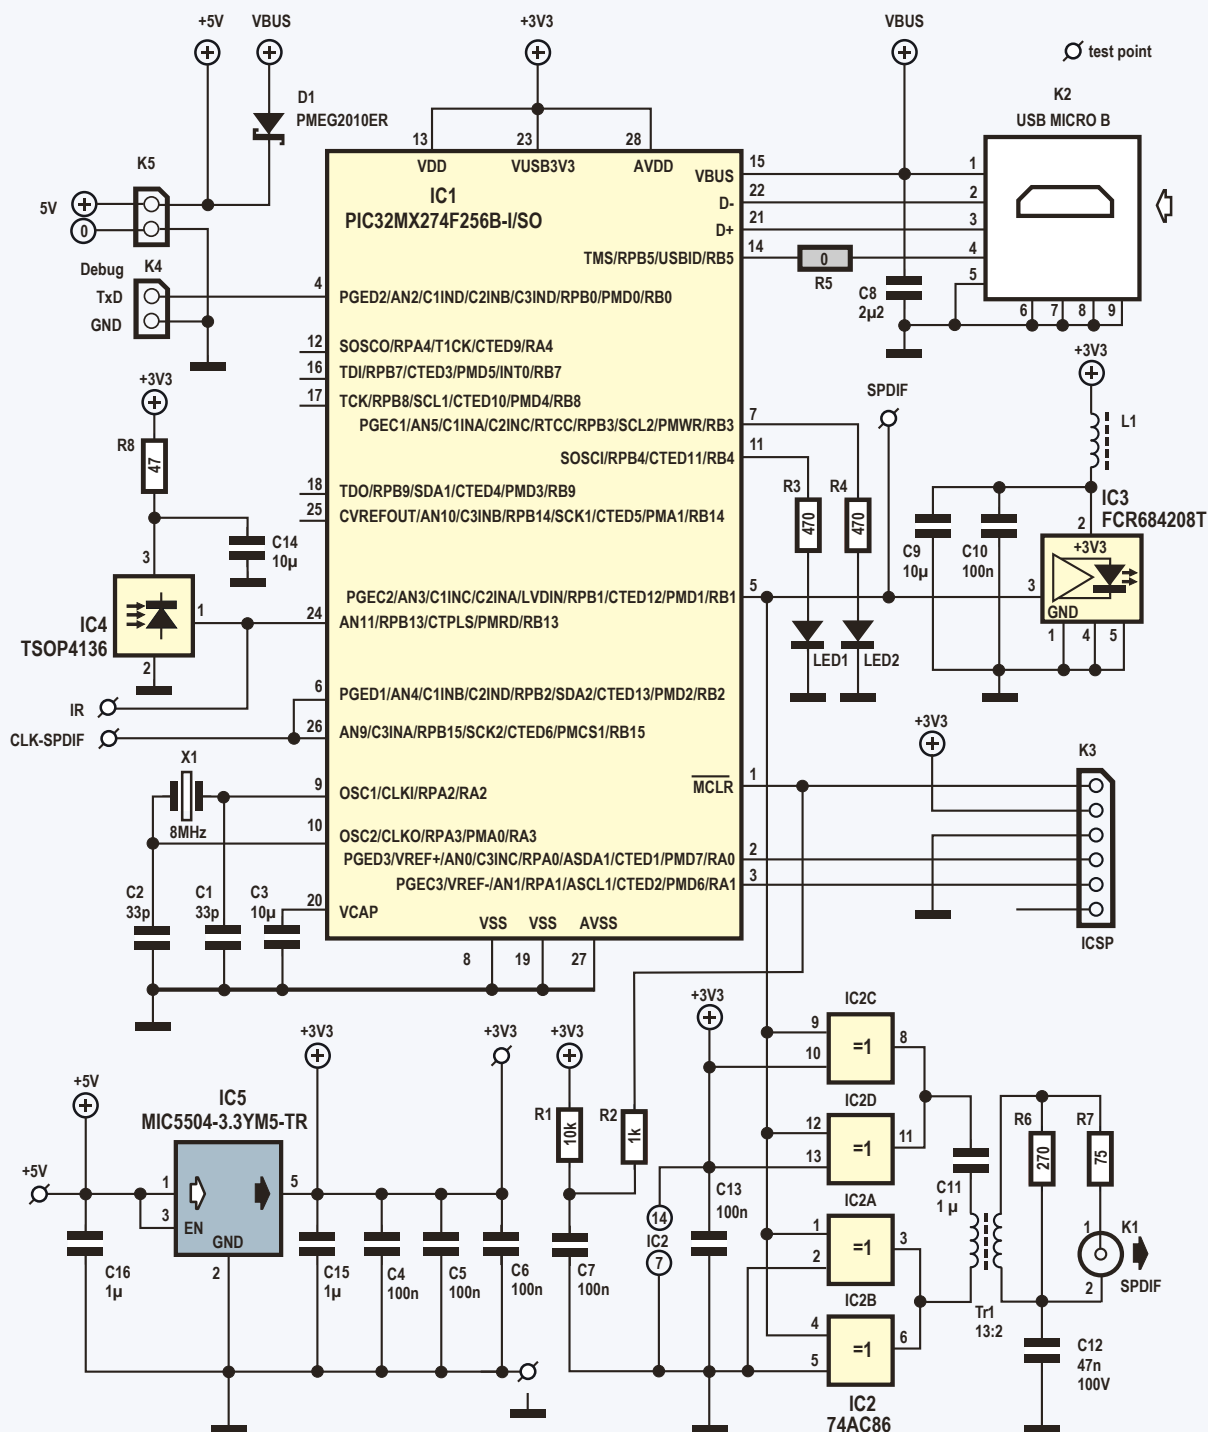 +5V
VBUS
+3V3
VBUS
test point
D1
PMEG2010ER
K2
USB MICRO B
K5
5V
0
13
23
28
VDD
VUSB3V3
AVDD
IC1
PIC32MX274F256B-I/SO
VBUS
15
1
D-
22
2
D+
21
3
TMS/RPB5/USBID/RB5
14
0
R5
4
5
6
7
8
9
C8
2µ2
Debug
K4
TxD
GND
4
PGED2/AN2/C1IND/C2INB/C3IND/RPB0/PMD0/RB0
12
SOSCO/RPA4/T1CK/CTED9/RA4
16
TDI/RPB7/CTED3/PMD5/INT0/RB7
17
TCK/RPB8/SCL1/CTED10/PMD4/RB8
PGEC1/AN5/C1INA/C2INC/RTCC/RPB3/SCL2/PMWR/RB3
7
SOSCI/RPB4/CTED11/RB4
11
18
TDO/RPB9/SDA1/CTED4/PMD3/RB9
25
CVREFOUT/AN10/C3INB/RPB14/SCK1/CTED5/PMA1/RB14
+3V3
R8
47
C14
10µ
3
IC4
TSOP4136
1
2
R3
470
R4
470
LED1
LED2
SPDIF
+3V3
L1
IC3
FCR684208T
2
+3V3
3
GND
1
4
5
C9
10µ
C10
100n
PGEC2/AN3/C1INC/C2INA/LVDIN/RPB1/CTED12/PMD1/RB1
5
24
AN11/RPB13/CTPLS/PMRD/RB13
IR
CLK-SPDIF
6
PGED1/AN4/C1INB/C2IND/RPB2/SDA2/CTED13/PMD2/RB2
26
AN9/C3INA/RPB15/SCK2/CTED6/PMCS1/RB15
X1
8MHz
9
OSC1/CLKI/RPA2/RA2
MCLR
1
10
OSC2/CLKO/RPA3/PMA0/RA3
PGED3/VREF+/AN0/C3INC/RPA0/ASDA1/CTED1/PMD7/RA0
2
PGEC3/VREF-/AN1/RPA1/ASCL1/CTED2/PMD6/RA1
3
+3V3
K3
ICSP
C2
33p
C1
33p
C3
10µ
20
VCAP
VSS
VSS
AVSS
8
19
27
+3V3
+3V3
+3V3
+3V3
+5V
+5V
IC5
MIC5504-3.3YM5-TR
1
3
EN
GND
5
2
C16
1µ
C15
1µ
C4
100n
C5
100n
C6
100n
C7
100n
R1
10k
R2
1k
14
IC2
7
C13
100n
IC2C
9
10
=1
8
IC2D
12
13
=1
11
IC2A
1
2
=1
3
IC2B
4
5
=1
6
IC2
74AC86
C11
1 µ
Tr1
13:2
R6
270
R7
75
1
K1
2
SPDIF
C12
47n
100V